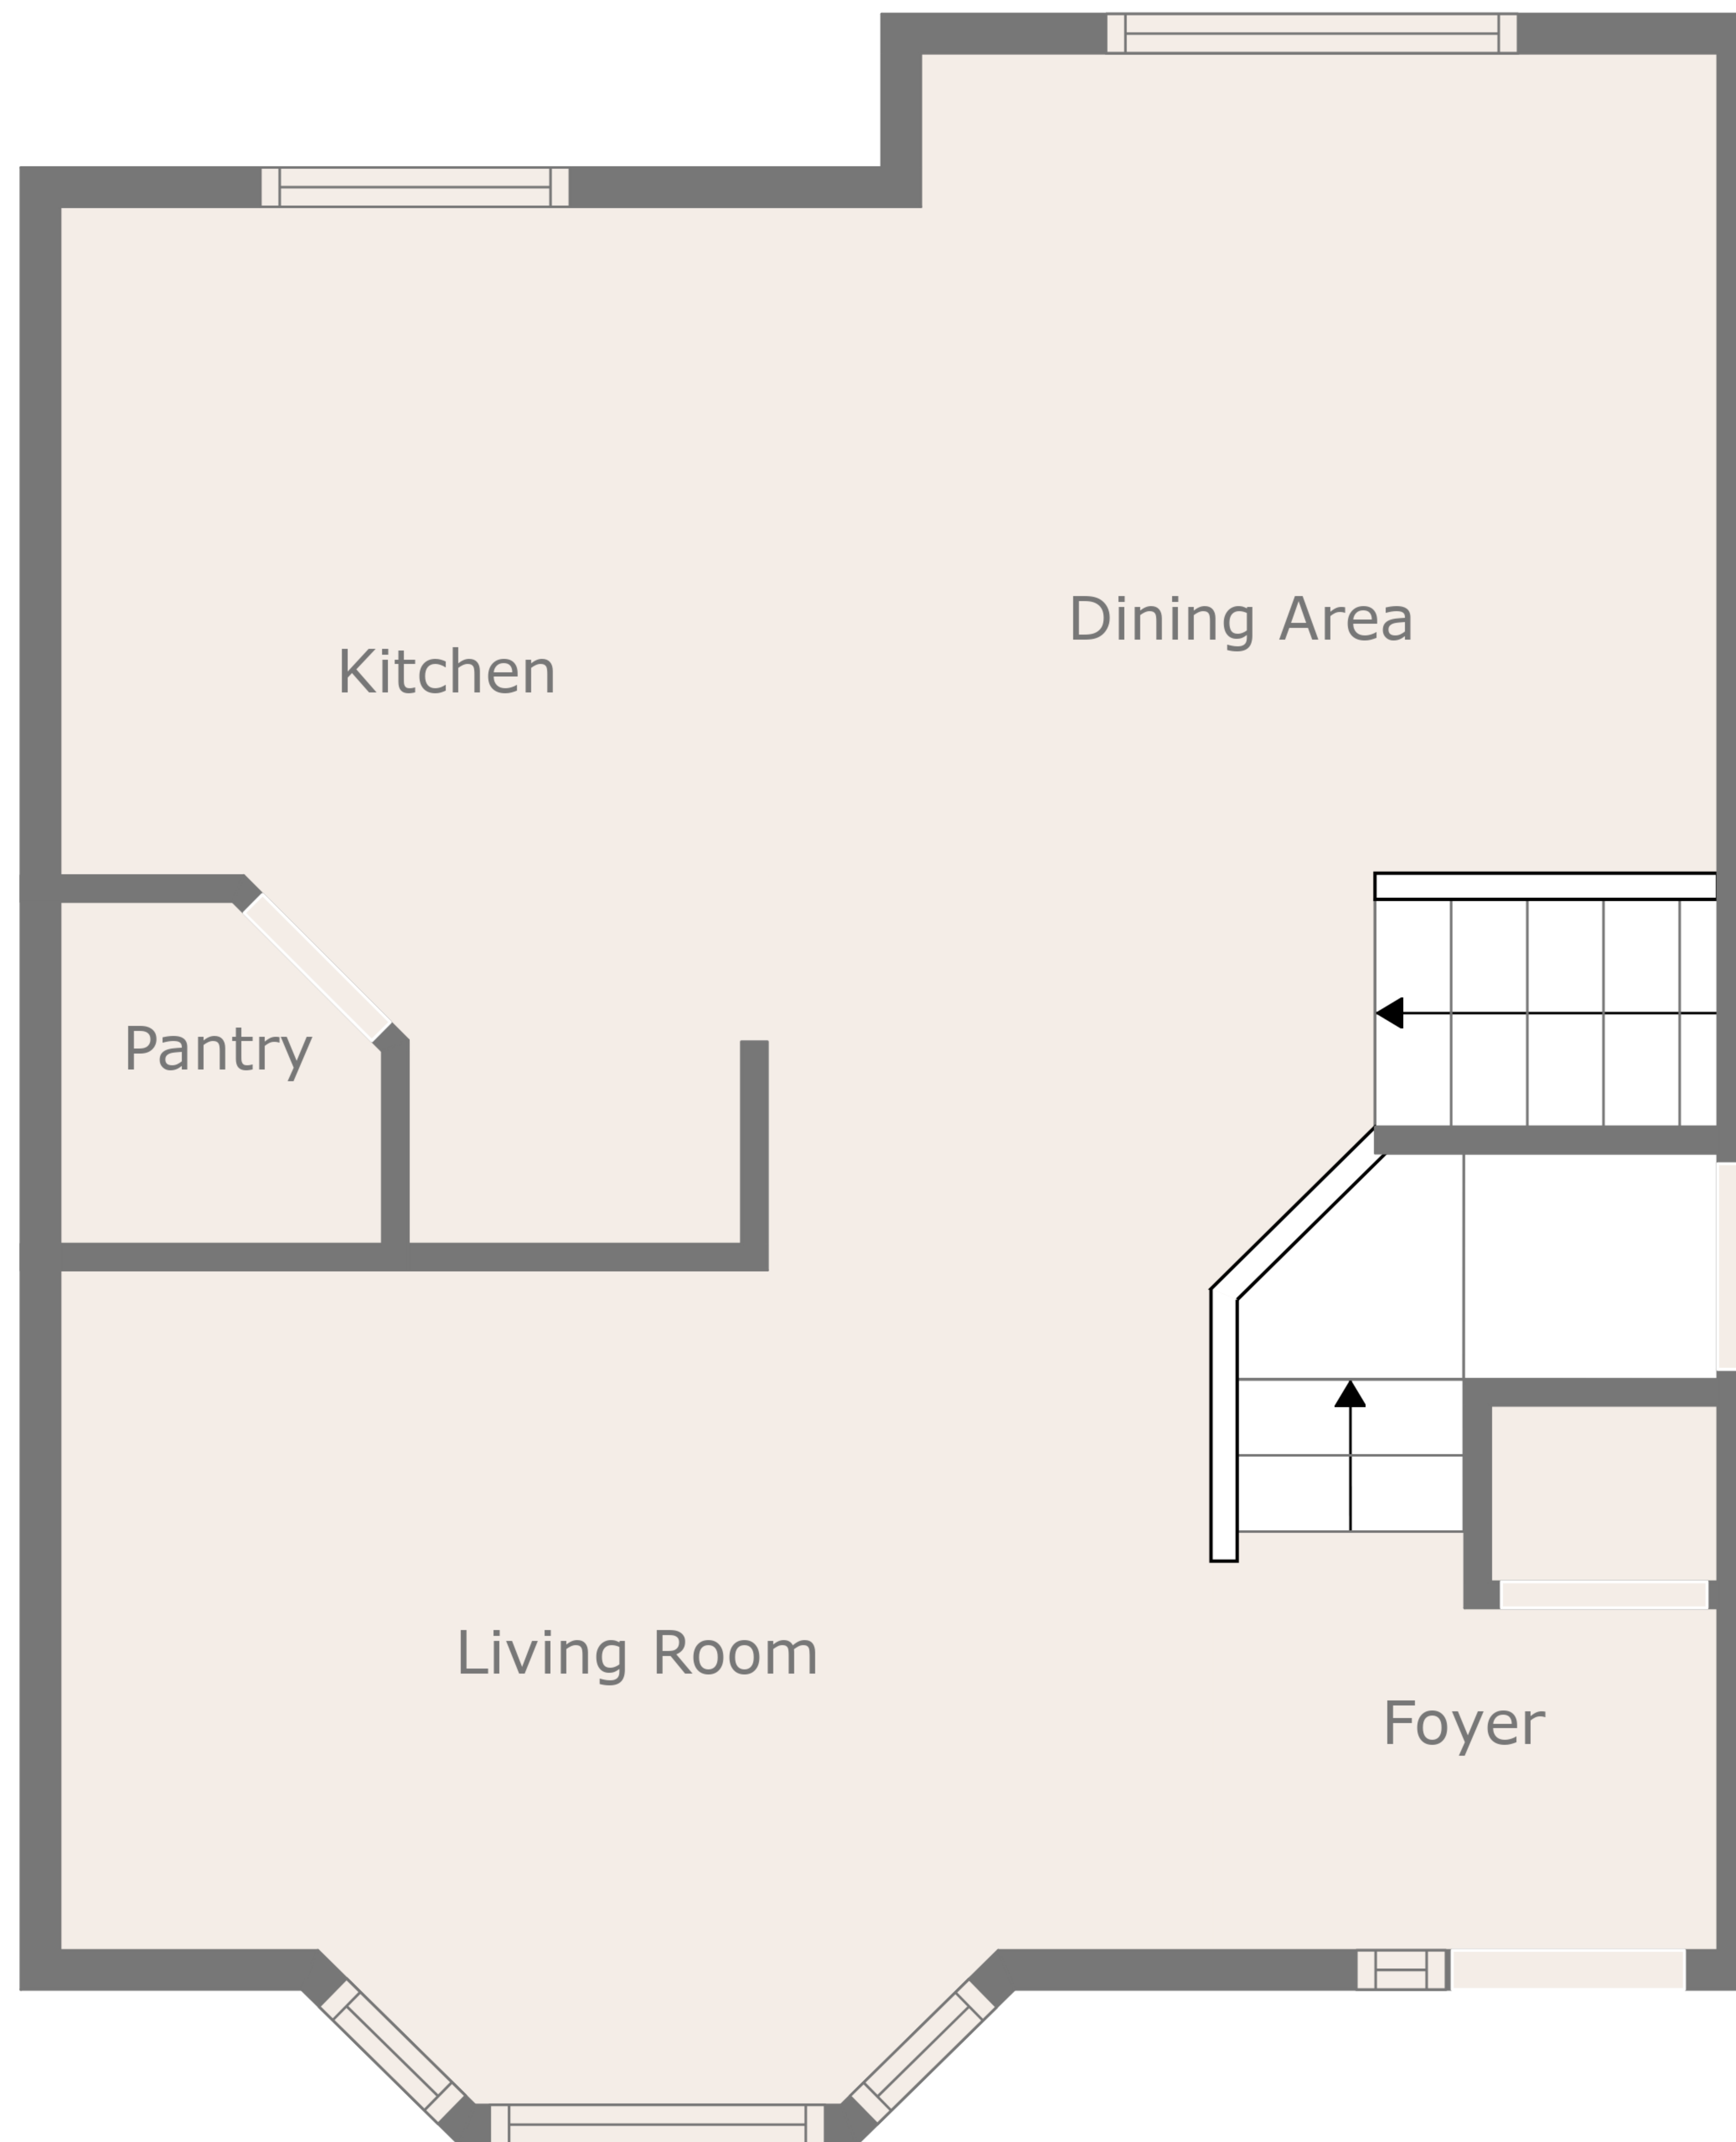 Dining Area
Kitchen
Pantry
Living Room
Foyer